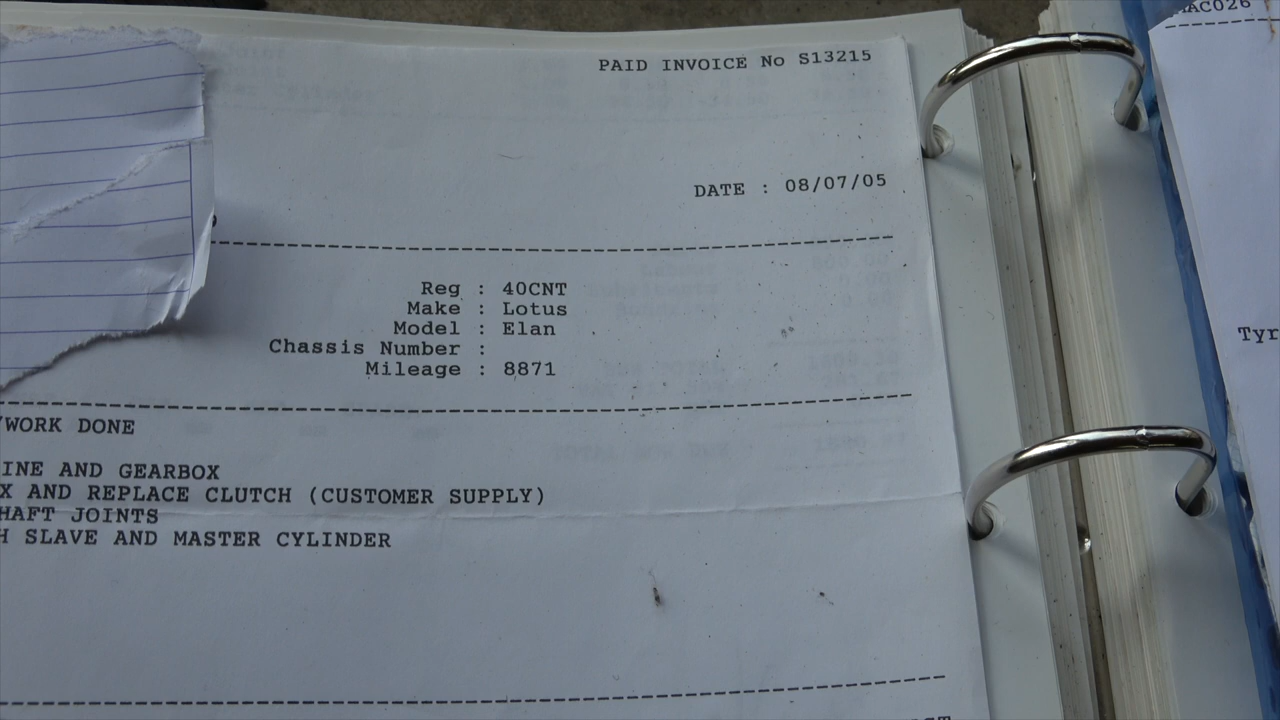 PAID INVOICE No S13215
DATE : 08/07/05
Reg : 40CNT
Make : Lotus
Model : Elan
Chassis Number :
Mileage : 8871
/WORK DONE
INE AND GEARBOX
X AND REPLACE CLUTCH (CUSTOMER SUPPLY)
HAFT JOINTS
H SLAVE AND MASTER CYLINDER
AC026
Tyr